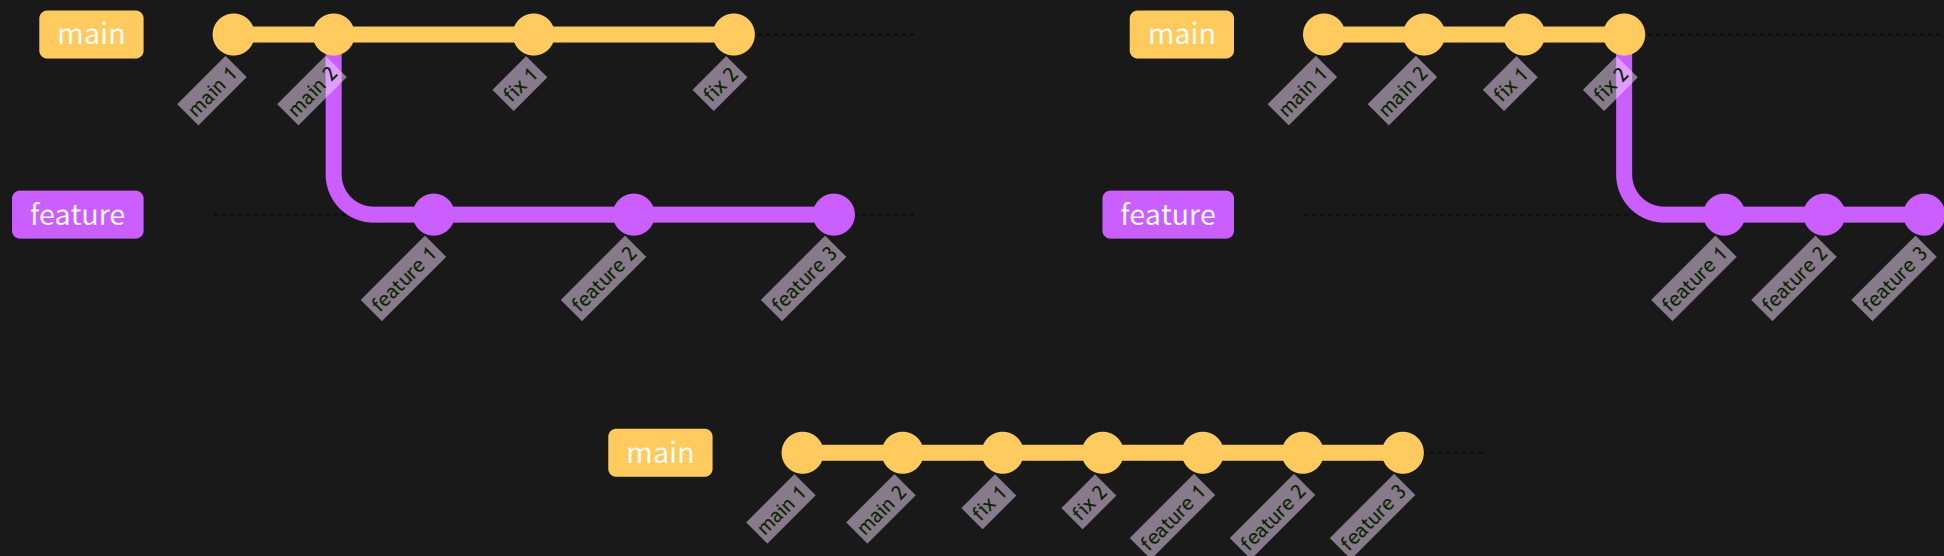 main
main 1
main 2
fix 1
fix 2
feature
feature 1
feature 2
feature 3
main
main 1
main 2
fix 1
fix 2
feature
feature 1
feature 2
feature 3
main
main 1
main 2
fix 1
fix 2
feature 1
feature 2
feature 3